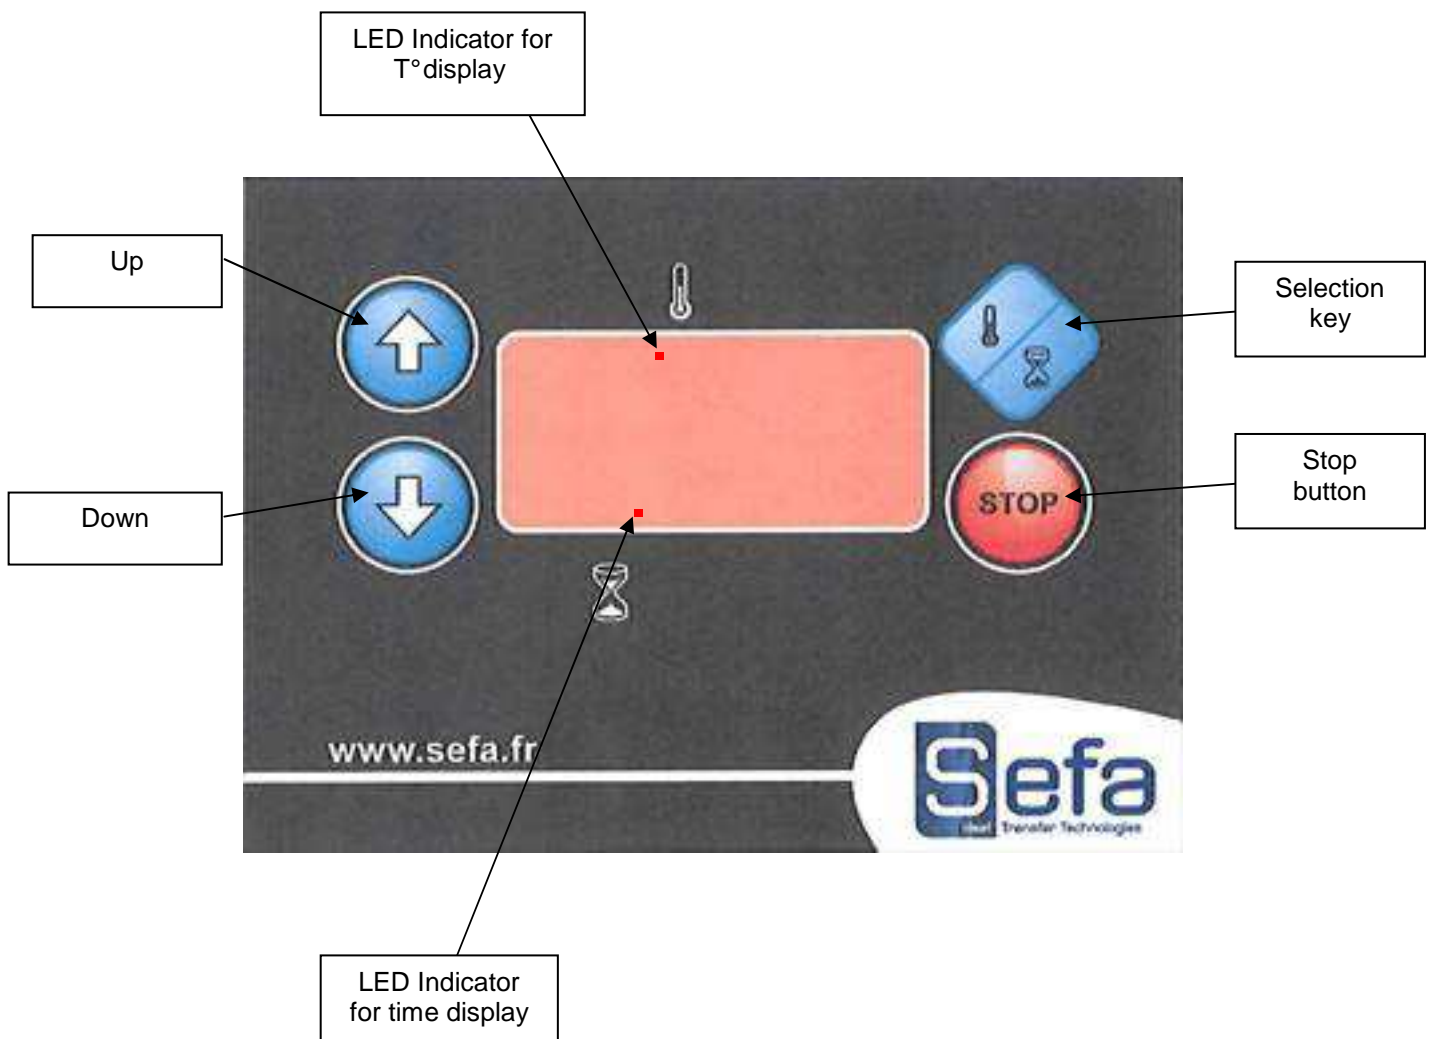 LED Indicator for
T° display
Up
Selection
key
Down
STOP
Stop
button
www.sefa.fr
Sefa
Heat Transfer Technologies
LED Indicator
for time display